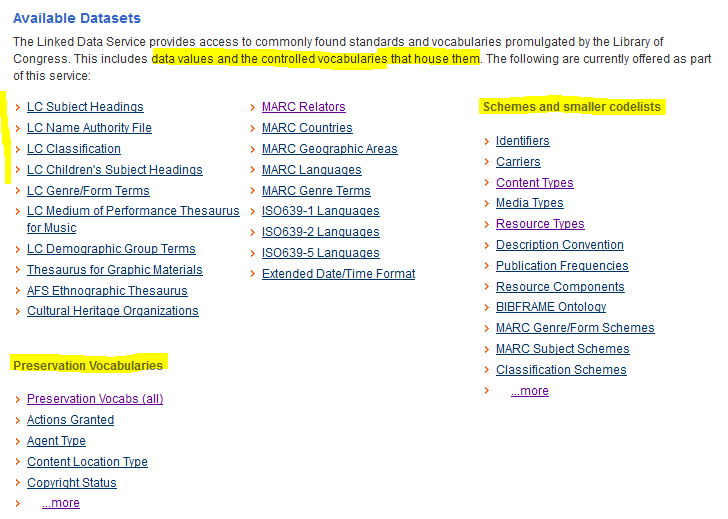 Available Datasets
The Linked Data Service provides access to commonly found standards and vocabularies promulgated by the Library of
Congress. This includes data values and the controlled vocabularies that house them. The following are currently offered as part
of this service:
LC Subject Headings
LC Name Authority File
LC Classification
LC Children's Subject Headings
LC Genre/Form Terms
LC Medium of Performance Thesaurus
for Music
LC Demographic Group Terms
Thesaurus for Graphic Materials
AFS Ethnographic Thesaurus
Cultural Heritage Organizations
MARC Relators
MARC Countries
MARC Geographic Areas
MARC Languages
MARC Genre Terms
ISO639-1 Languages
ISO639-2 Languages
ISO639-5 Languages
Extended Date/Time Format
Schemes and smaller codelists
Identifiers
Carriers
Content Types
Media Types
Resource Types
Description Convention
Publication Frequencies
Resource Components
BIBFRAME Ontology
MARC Genre/Form Schemes
MARC Subject Schemes
Classification Schemes
...more
Preservation Vocabularies
Preservation Vocabs (all)
Actions Granted
Agent Type
Content Location Type
Copyright Status
...more